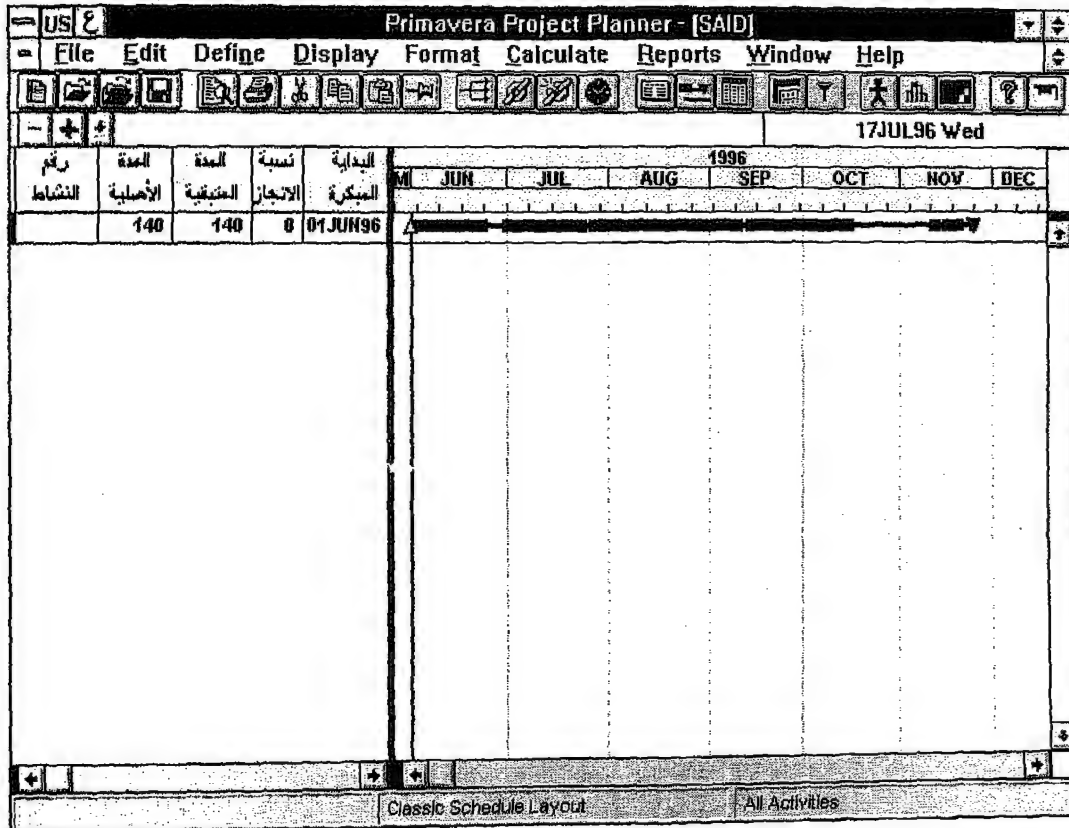 US ع Primavera Project Planner - [SAID]
File Edit Define Display Format Calculate Reports Window Help
17JUL96 Wed
رقم النشاط
المدة الأصلية
المدة المتبقية
نسبة الانجاز
البداية المبكرة
1996
M JUN JUL AUG SEP OCT NOV DEC
140 140 0 01JUN96
Classic Schedule Layout All Activities